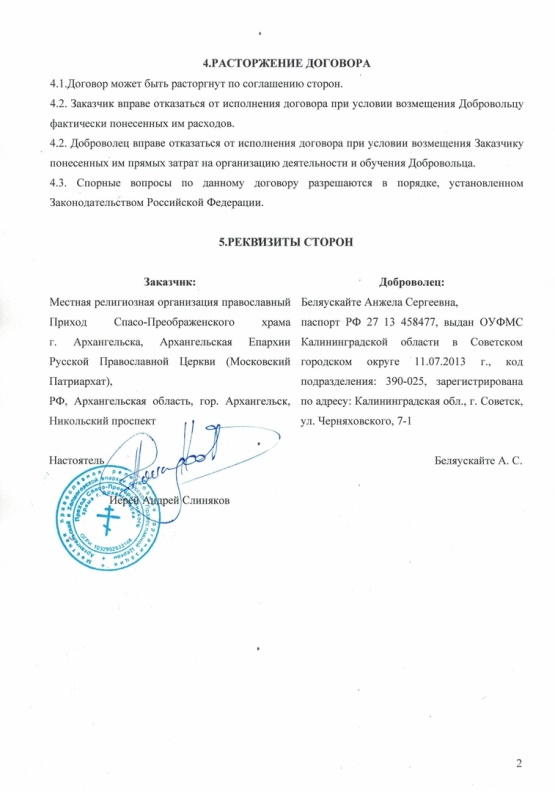 4.РАСТОРЖЕНИЕ ДОГОВОРА
4.1.Договор может быть расторгнут по соглашению сторон.
4.2. Заказчик вправе отказаться от исполнения договора при условии возмещения Добровольцу
фактически понесенных им расходов.
4.2. Доброволец вправе отказаться от исполнения договора при условии возмещения Заказчику
понесенных им прямых затрат на организацию деятельности и обучения Добровольца.
4.3. Спорные вопросы по данному договору разрешаются в порядке, установленном
Законодательством Российской Федерации.
5.РЕКВИЗИТЫ СТОРОН
Заказчик:
Местная религиозная организация православный
Приход Спасо-Преображенского храма
г. Архангельска, Архангельская Епархии
Русской Православной Церкви (Московский
Патриархат),
РФ, Архангельская область, гор. Архангельск,
Никольский проспект
Настоятель
Иерей Андрей Слиняков
Доброволец:
Беляускайте Анжела Сергеевна,
паспорт РФ 27 13 458477, выдан ОУФМС
Калининградской области в Советском
городском округе 11.07.2013 г., код
подразделения: 390-025, зарегистрирована
по адресу: Калининградская обл., г. Советск,
ул. Черняховского, 7-1
Беляускайте А. С.
2